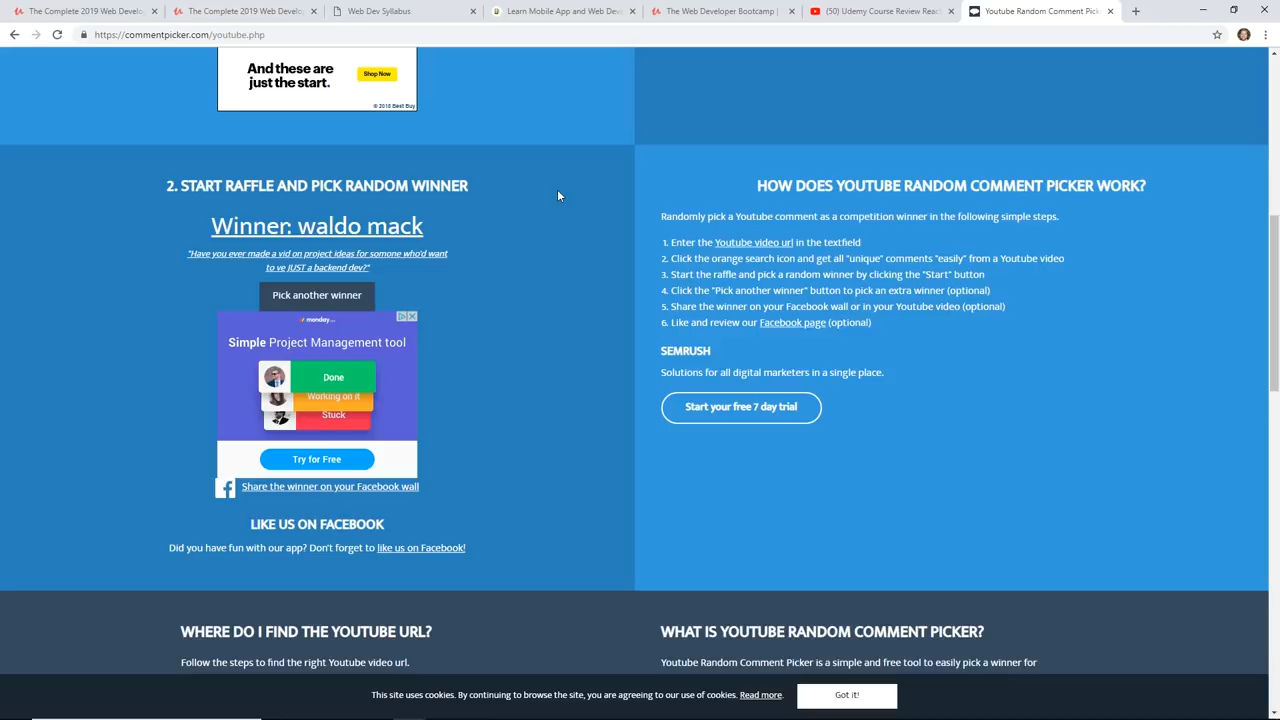 The Complete 2019 Web Develop
The Complete 2019 Web Develop
Web Dev Syllabus
Learn Mobile App and Web Dev
The Web Developer Bootcamp |
(50) Udemy Course Review React
Youtube Random Comment Picker
https://commentpicker.com/youtube.php
And these are
just the start.
Shop Now
© 2018 Best Buy
2. START RAFFLE AND PICK RANDOM WINNER
Winner: waldo mack
"Have you ever made a vid on project ideas for somone who'd want
to ve JUST a backend dev?"
Pick another winner
monday
Simple Project Management tool
Done
Working on it
Stuck
Try for Free
Share the winner on your Facebook wall
LIKE US ON FACEBOOK
Did you have fun with our app? Don't forget to like us on Facebook!
HOW DOES YOUTUBE RANDOM COMMENT PICKER WORK?
Randomly pick a Youtube comment as a competition winner in the following simple steps.
1. Enter the Youtube video url in the textfield
2. Click the orange search icon and get all "unique" comments "easily" from a Youtube video
3. Start the raffle and pick a random winner by clicking the "Start" button
4. Click the "Pick another winner" button to pick an extra winner (optional)
5. Share the winner on your Facebook wall or in your Youtube video (optional)
6. Like and review our Facebook page (optional)
SEMRUSH
Solutions for all digital marketers in a single place.
Start your free 7 day trial
WHERE DO I FIND THE YOUTUBE URL?
Follow the steps to find the right Youtube video url.
WHAT IS YOUTUBE RANDOM COMMENT PICKER?
Youtube Random Comment Picker is a simple and free tool to easily pick a winner for
This site uses cookies. By continuing to browse the site, you are agreeing to our use of cookies. Read more.
Got it!